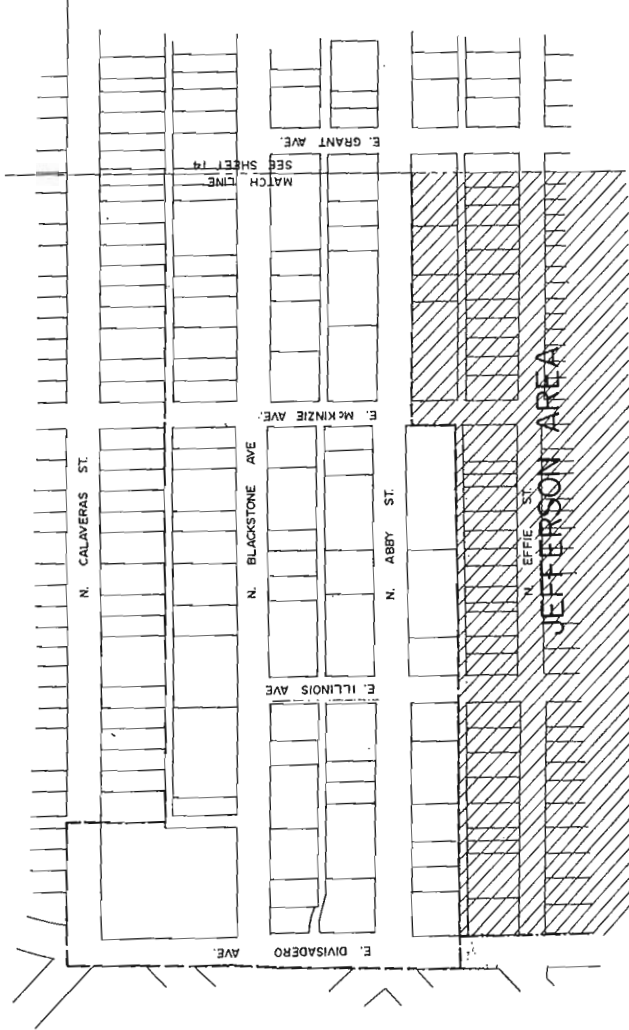 E. GRANT AVE.
MATCH LINE
SEE SHEET 14
N. CALAVERAS ST.
E. McKINZIE AVE.
N. BLACKSTONE AVE
N. ABBY ST.
N. EFFIE ST.
JEFFERSON AREA
E. ILLINOIS AVE
E. DIVISADERO AVE.